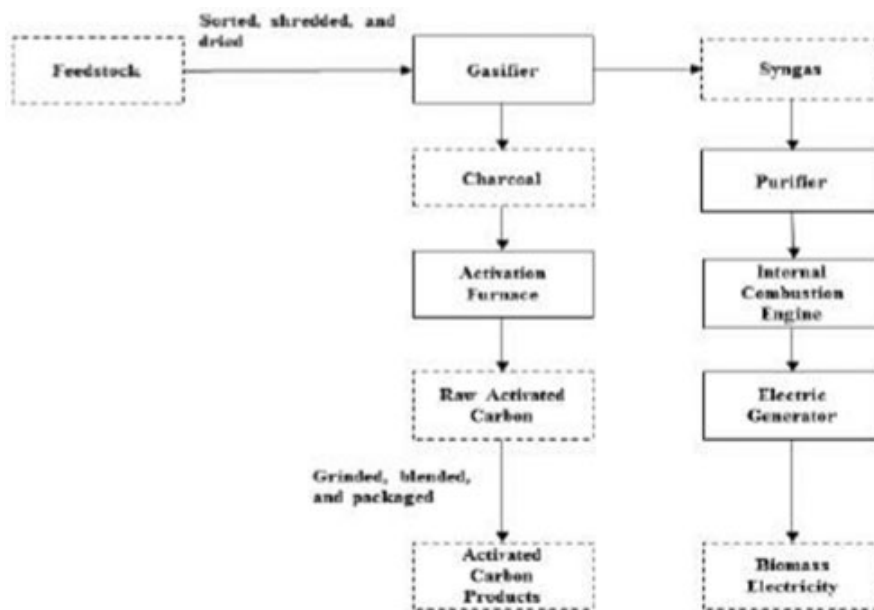 Sorted, shredded, and
dried
Feedstock
Gasifier
Syngas
Charcoal
Purifier
Activation
Furnace
Internal
Combustion
Engine
Raw Activated
Carbon
Electric
Generator
Grinded, blended,
and packaged
Activated
Carbon
Products
Biomass
Electricity